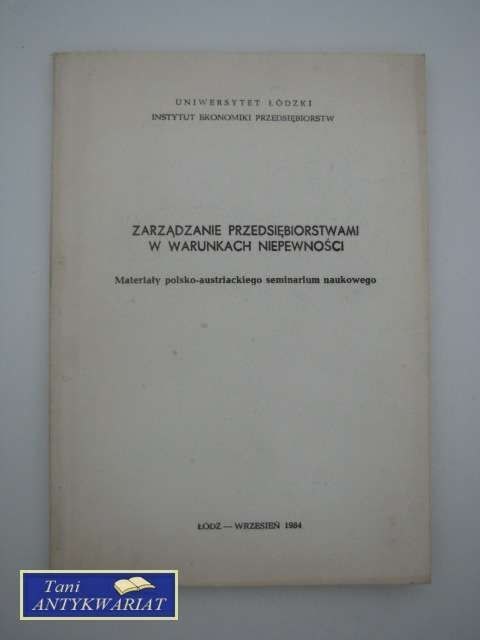 UNIWERSYTET ŁÓDZKI
INSTYTUT EKONOMIKI PRZEDSIĘBIORSTW
ZARZĄDZANIE PRZEDSIĘBIORSTWAMI
W WARUNKACH NIEPEWNOŚCI
Materiały polsko-austriackiego seminarium naukowego
ŁÓDŹ — WRZESIEŃ 1984
Tani
ANTYKWARIAT